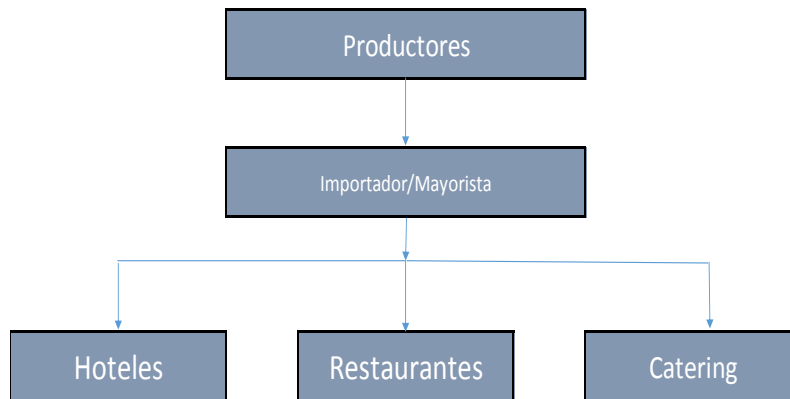 Productores
Importador/Mayorista
Hoteles
Restaurantes
Catering